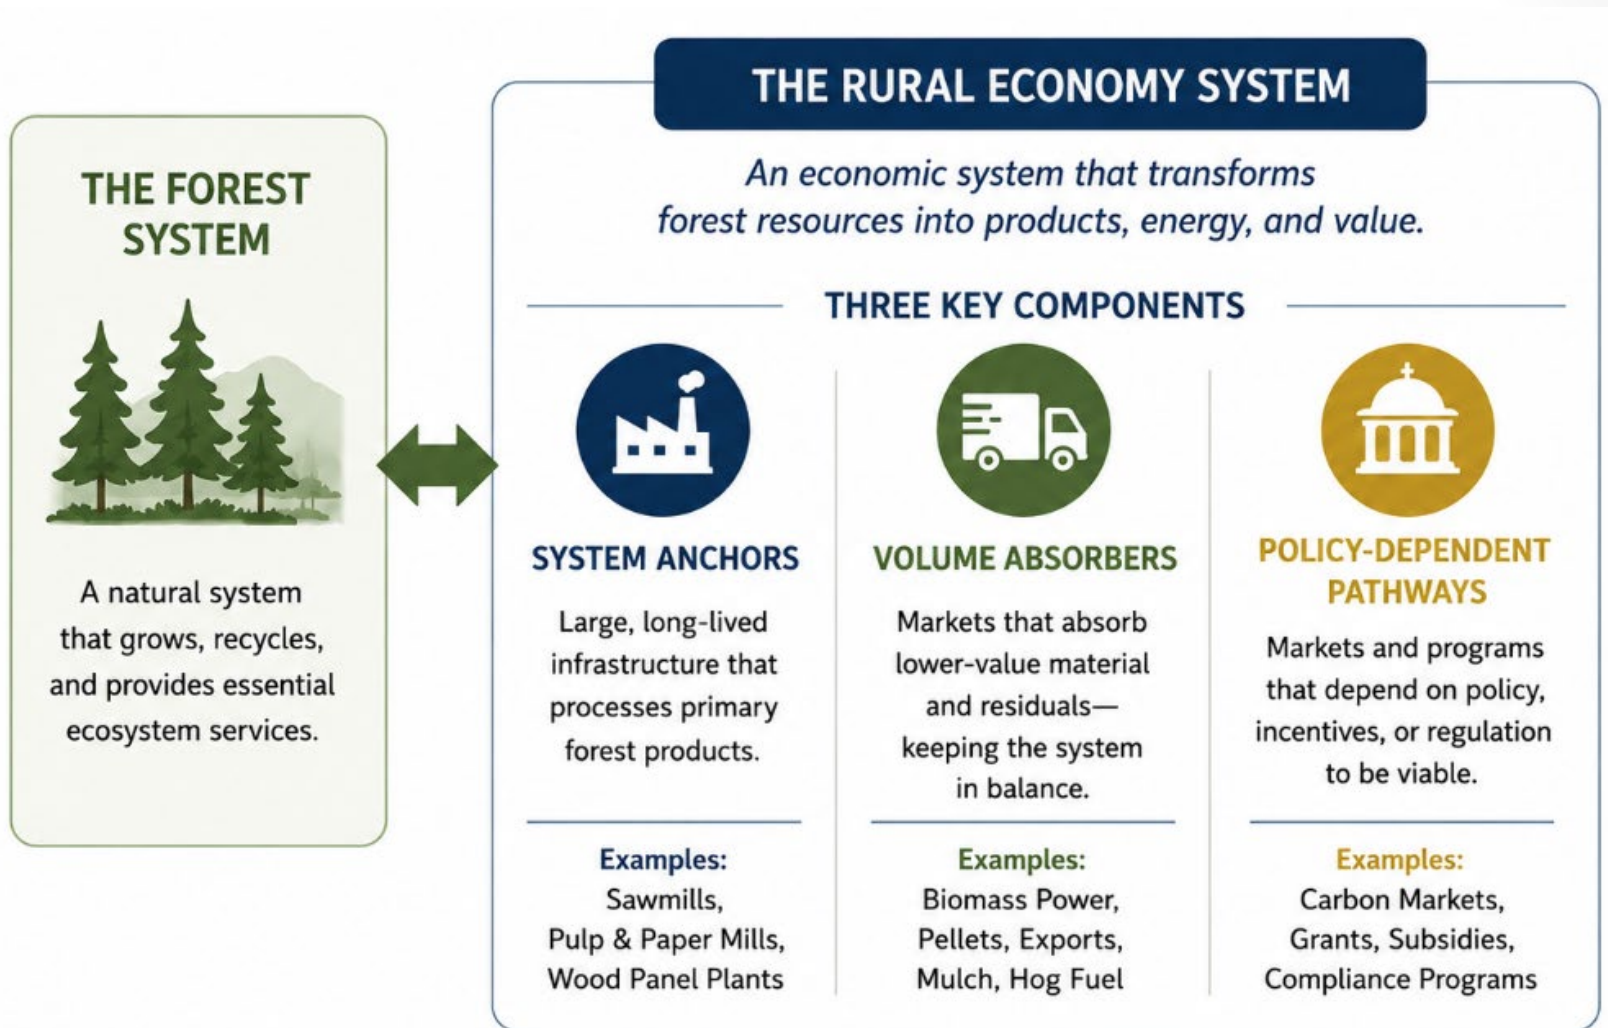 THE FOREST
SYSTEM
A natural system
that grows, recycles,
and provides essential
ecosystem services.
THE RURAL ECONOMY SYSTEM
An economic system that transforms
forest resources into products, energy, and value.
THREE KEY COMPONENTS
SYSTEM ANCHORS
Large, long-lived
infrastructure that
processes primary
forest products.
Examples:
Sawmills,
Pulp & Paper Mills,
Wood Panel Plants
VOLUME ABSORBERS
Markets that absorb
lower-value material
and residuals—
keeping the system
in balance.
Examples:
Biomass Power,
Pellets, Exports,
Mulch, Hog Fuel
POLICY-DEPENDENT
PATHWAYS
Markets and programs
that depend on policy,
incentives, or regulation
to be viable.
Examples:
Carbon Markets,
Grants, Subsidies,
Compliance Programs